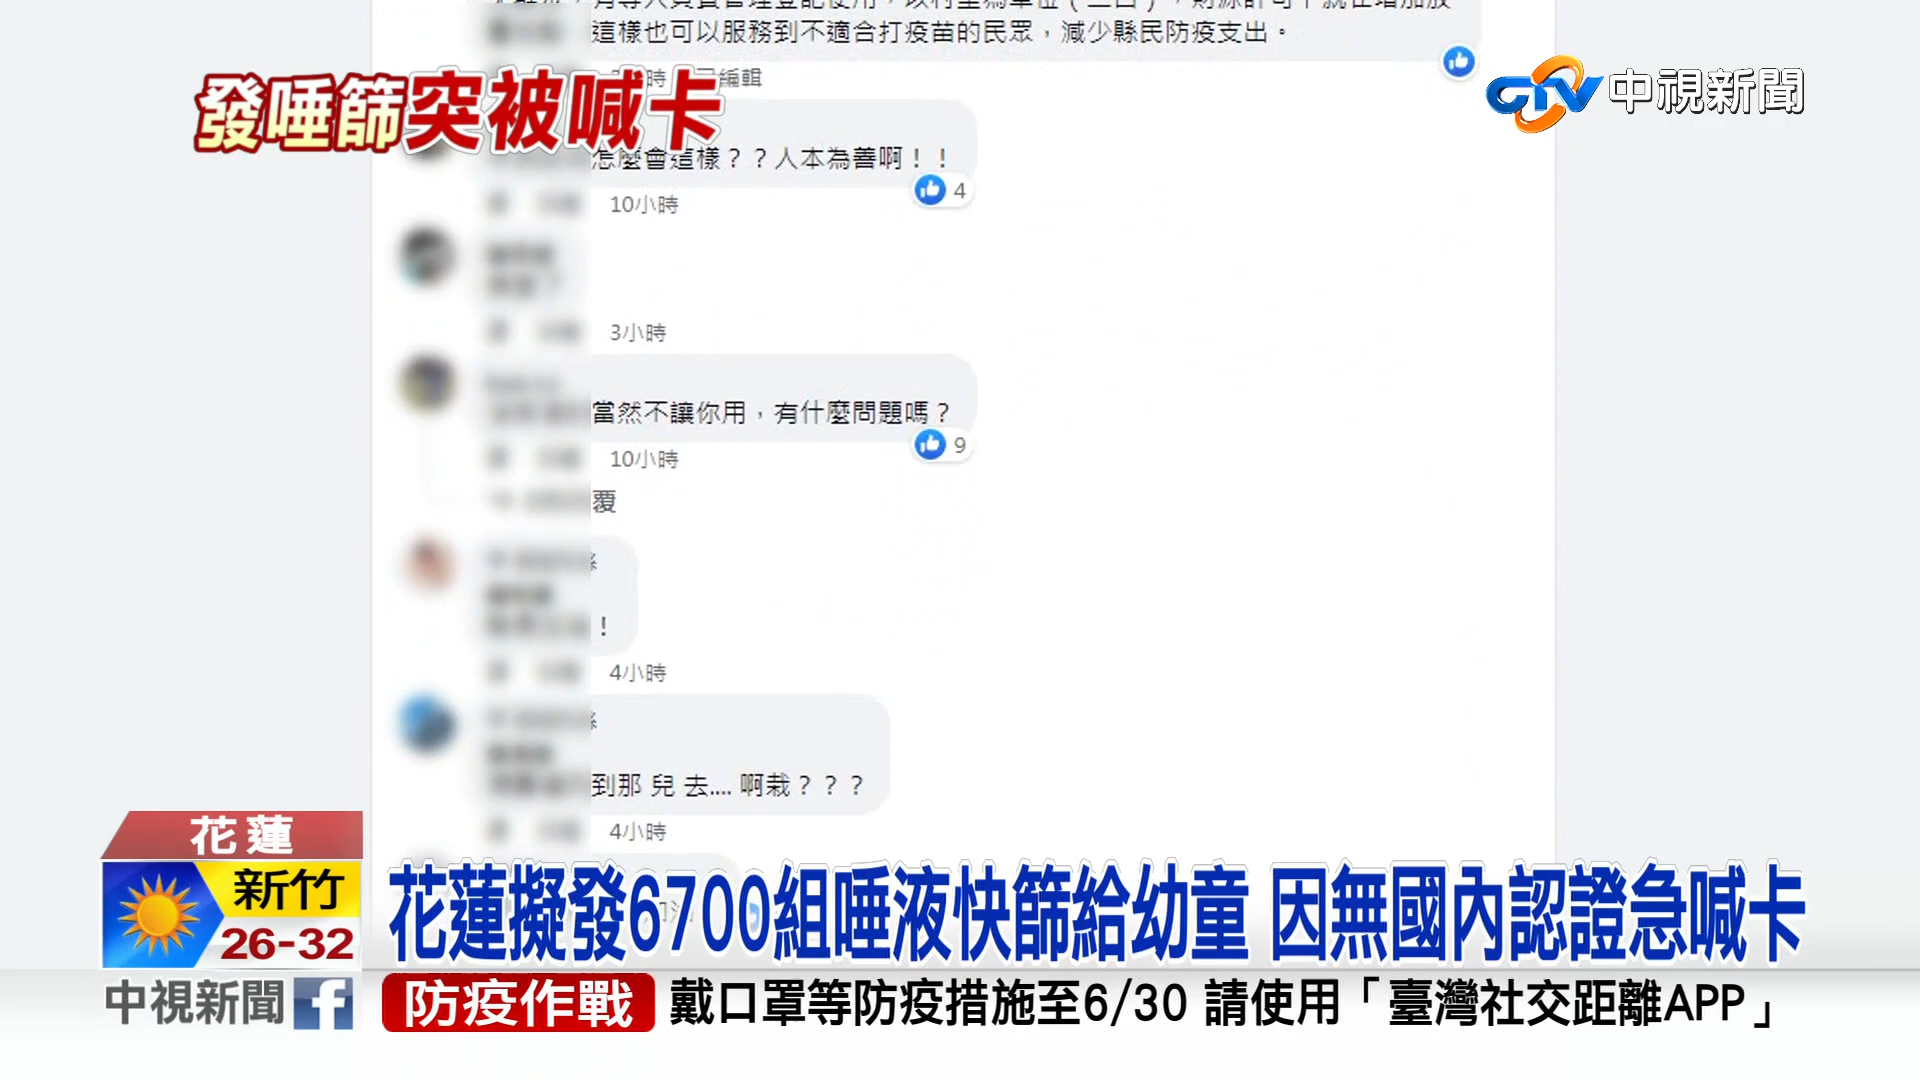 這樣也可以服務到不適合打疫苗的民眾，減少縣民防疫支出。
編輯
發唾篩突被喊卡
CTV 中視新聞
怎麼會這樣？？人本為善啊！！
4
10小時
3小時
當然不讓你用，有什麼問題嗎？
9
10小時
覆
！
4小時
到那 兒 去.... 啊栽？？？
4小時
花蓮
新竹
26-32
花蓮擬發6700組唾液快篩給幼童 因無國內認證急喊卡
中視新聞 f
防疫作戰 戴口罩等防疫措施至6/30 請使用「臺灣社交距離APP」